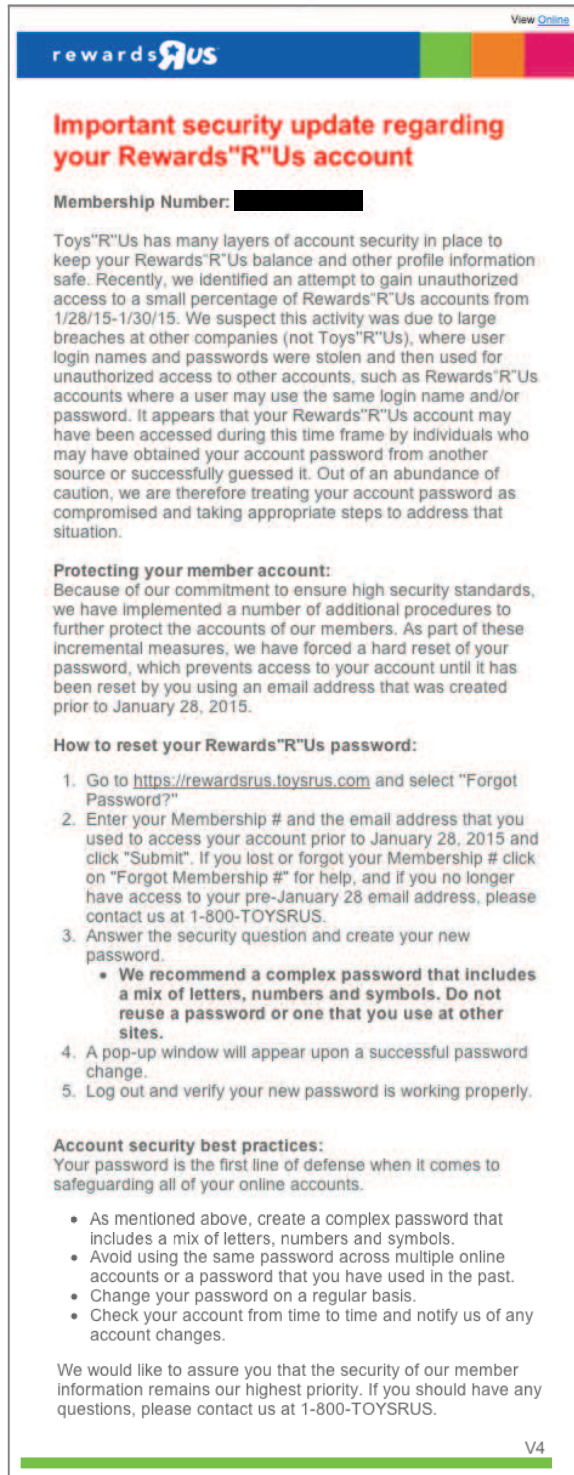 View Online
rewards R us
Important security update regarding
your Rewards"R"Us account
Membership Number:
Toys"R"Us has many layers of account security in place to
keep your Rewards"R"Us balance and other profile information
safe. Recently, we identified an attempt to gain unauthorized
access to a small percentage of Rewards"R"Us accounts from
1/28/15-1/30/15. We suspect this activity was due to large
breaches at other companies (not Toys"R"Us), where user
login names and passwords were stolen and then used for
unauthorized access to other accounts, such as Rewards"R"Us
accounts where a user may use the same login name and/or
password. It appears that your Rewards"R"Us account may
have been accessed during this time frame by individuals who
may have obtained your account password from another
source or successfully guessed it. Out of an abundance of
caution, we are therefore treating your account password as
compromised and taking appropriate steps to address that
situation.
Protecting your member account:
Because of our commitment to ensure high security standards,
we have implemented a number of additional procedures to
further protect the accounts of our members. As part of these
incremental measures, we have forced a hard reset of your
password, which prevents access to your account until it has
been reset by you using an email address that was created
prior to January 28, 2015.
How to reset your Rewards"R"Us password:
1. Go to https://rewardsrus.toysrus.com and select "Forgot
Password?"
2. Enter your Membership # and the email address that you
used to access your account prior to January 28, 2015 and
click "Submit". If you lost or forgot your Membership # click
on "Forgot Membership #" for help, and if you no longer
have access to your pre-January 28 email address, please
contact us at 1-800-TOYSRUS.
3. Answer the security question and create your new
password.
• We recommend a complex password that includes
a mix of letters, numbers and symbols. Do not
reuse a password or one that you use at other
sites.
4. A pop-up window will appear upon a successful password
change.
5. Log out and verify your new password is working properly.
Account security best practices:
Your password is the first line of defense when it comes to
safeguarding all of your online accounts.
• As mentioned above, create a complex password that
includes a mix of letters, numbers and symbols.
• Avoid using the same password across multiple online
accounts or a password that you have used in the past.
• Change your password on a regular basis.
• Check your account from time to time and notify us of any
account changes.
We would like to assure you that the security of our member
information remains our highest priority. If you should have any
questions, please contact us at 1-800-TOYSRUS.
V4